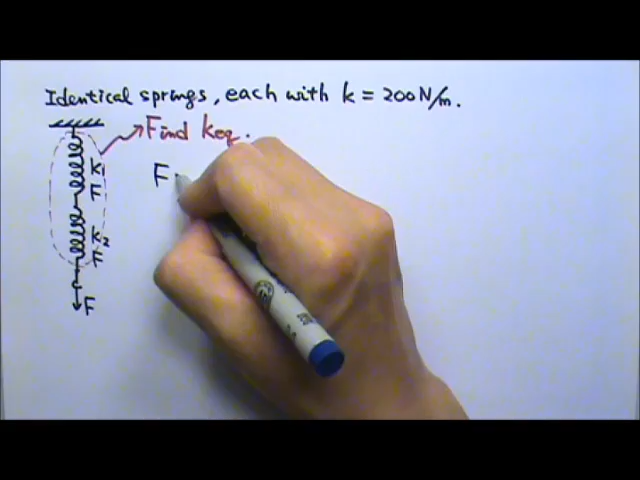 Identical springs, each with k = 200 N/m.
Find keq.
k1
F
F
k2
F
F